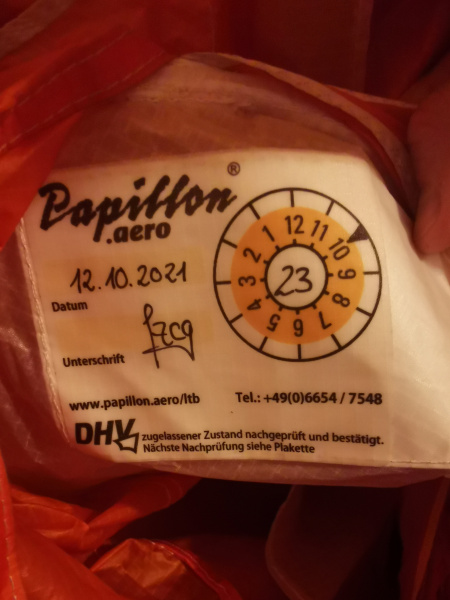 Papillon®
.aero
12.10.2021
Datum
Unterschrift
12 11 10 9 8 7 6 5 4 3 2 1
23
www.papillon.aero/ltb
Tel.: +49(0)6654 / 7548
DHV zugelassener Zustand nachgeprüft und bestätigt.
Nächste Nachprüfung siehe Plakette